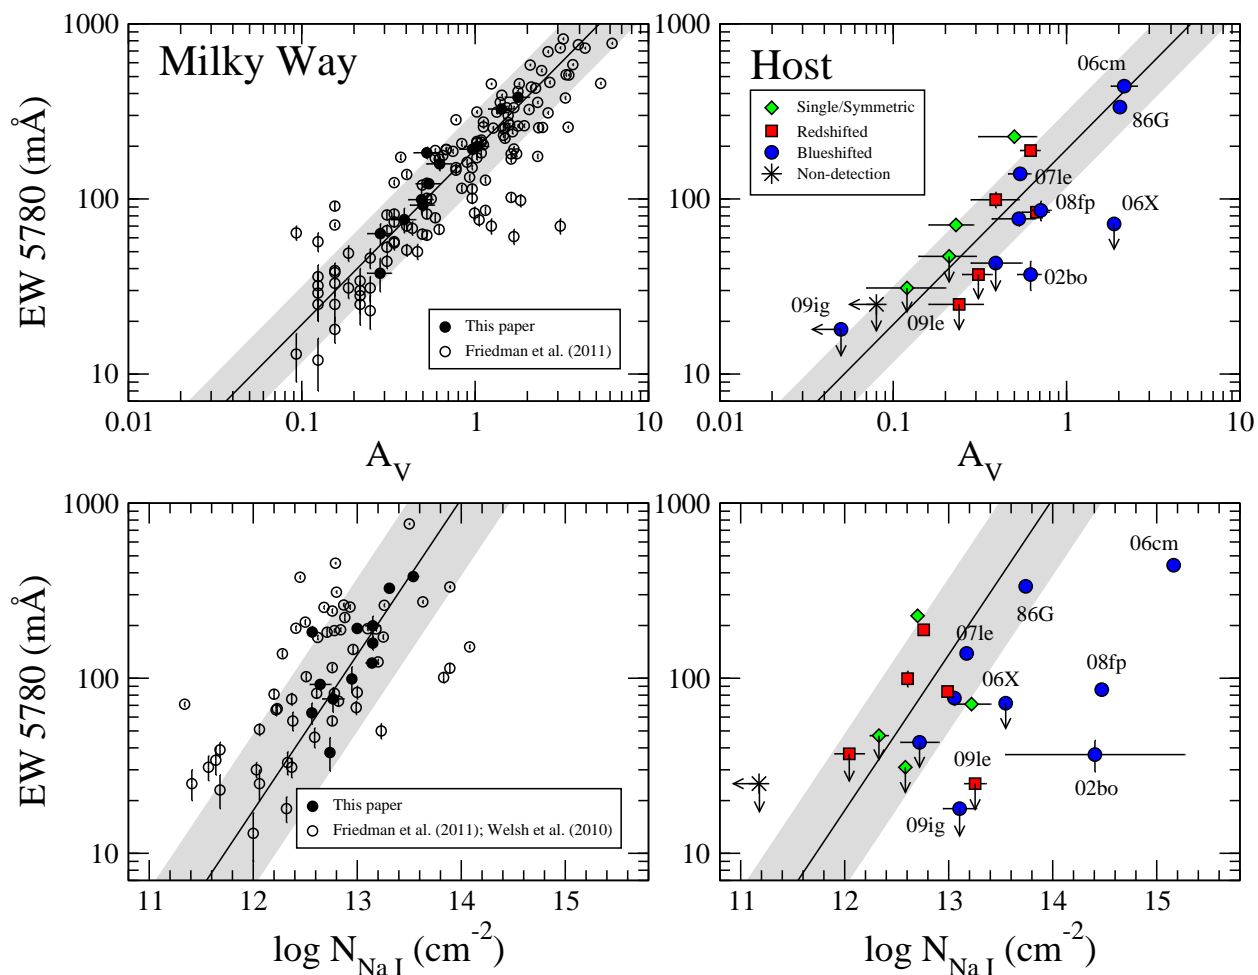 Milky Way
1000
100
10
EW 5780 (mÅ)
0.01
0.1
1
10
A_V
This paper
Friedman et al. (2011)
Host
1000
100
10
Single/Symmetric
Redshifted
Blueshifted
Non-detection
06cm
86G
07le
08fp
06X
02bo
09ig
09le
0.01
0.1
1
10
A_V
1000
100
10
EW 5780 (mÅ)
This paper
Friedman et al. (2011); Welsh et al. (2010)
11
12
13
14
15
log N_Na I (cm^-2)
1000
100
10
06cm
86G
07le
08fp
06X
09le
02bo
09ig
11
12
13
14
15
log N_Na I (cm^-2)